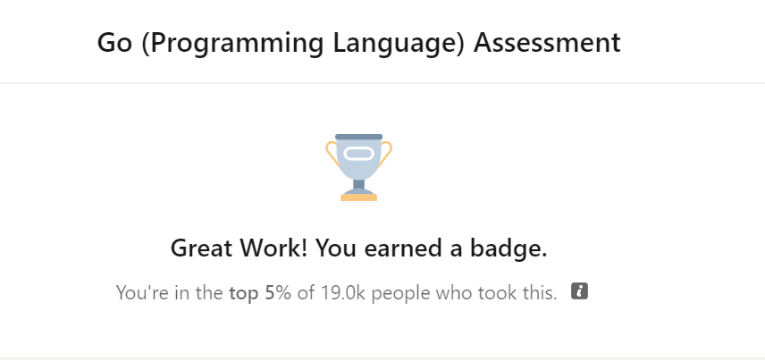 Go (Programming Language) Assessment
Great Work! You earned a badge.
You're in the top 5% of 19.0k people who took this.